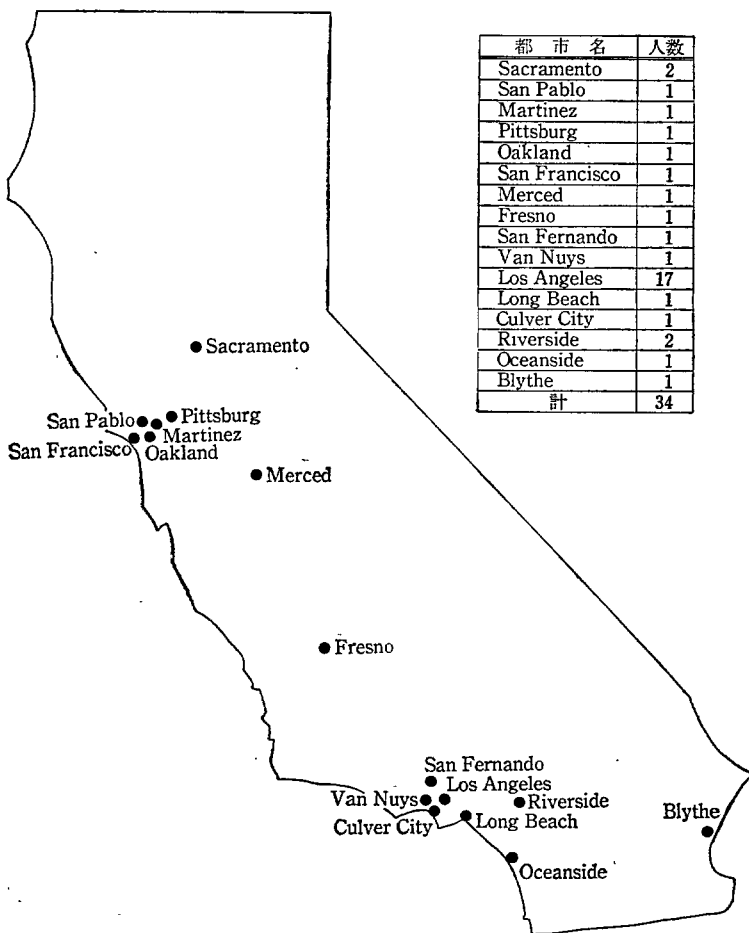 都市名 人数
Sacramento 2
San Pablo 1
Martinez 1
Pittsburg 1
Oakland 1
San Francisco 1
Merced 1
Fresno 1
San Fernando 1
Van Nuys 1
Los Angeles 17
Long Beach 1
Culver City 1
Riverside 2
Oceanside 1
Blythe 1
計 34
Sacramento
San Pablo
Pittsburg
Martinez
San Francisco
Oakland
Merced
Fresno
San Fernando
Los Angeles
Van Nuys
Riverside
Culver City
Long Beach
Blythe
Oceanside